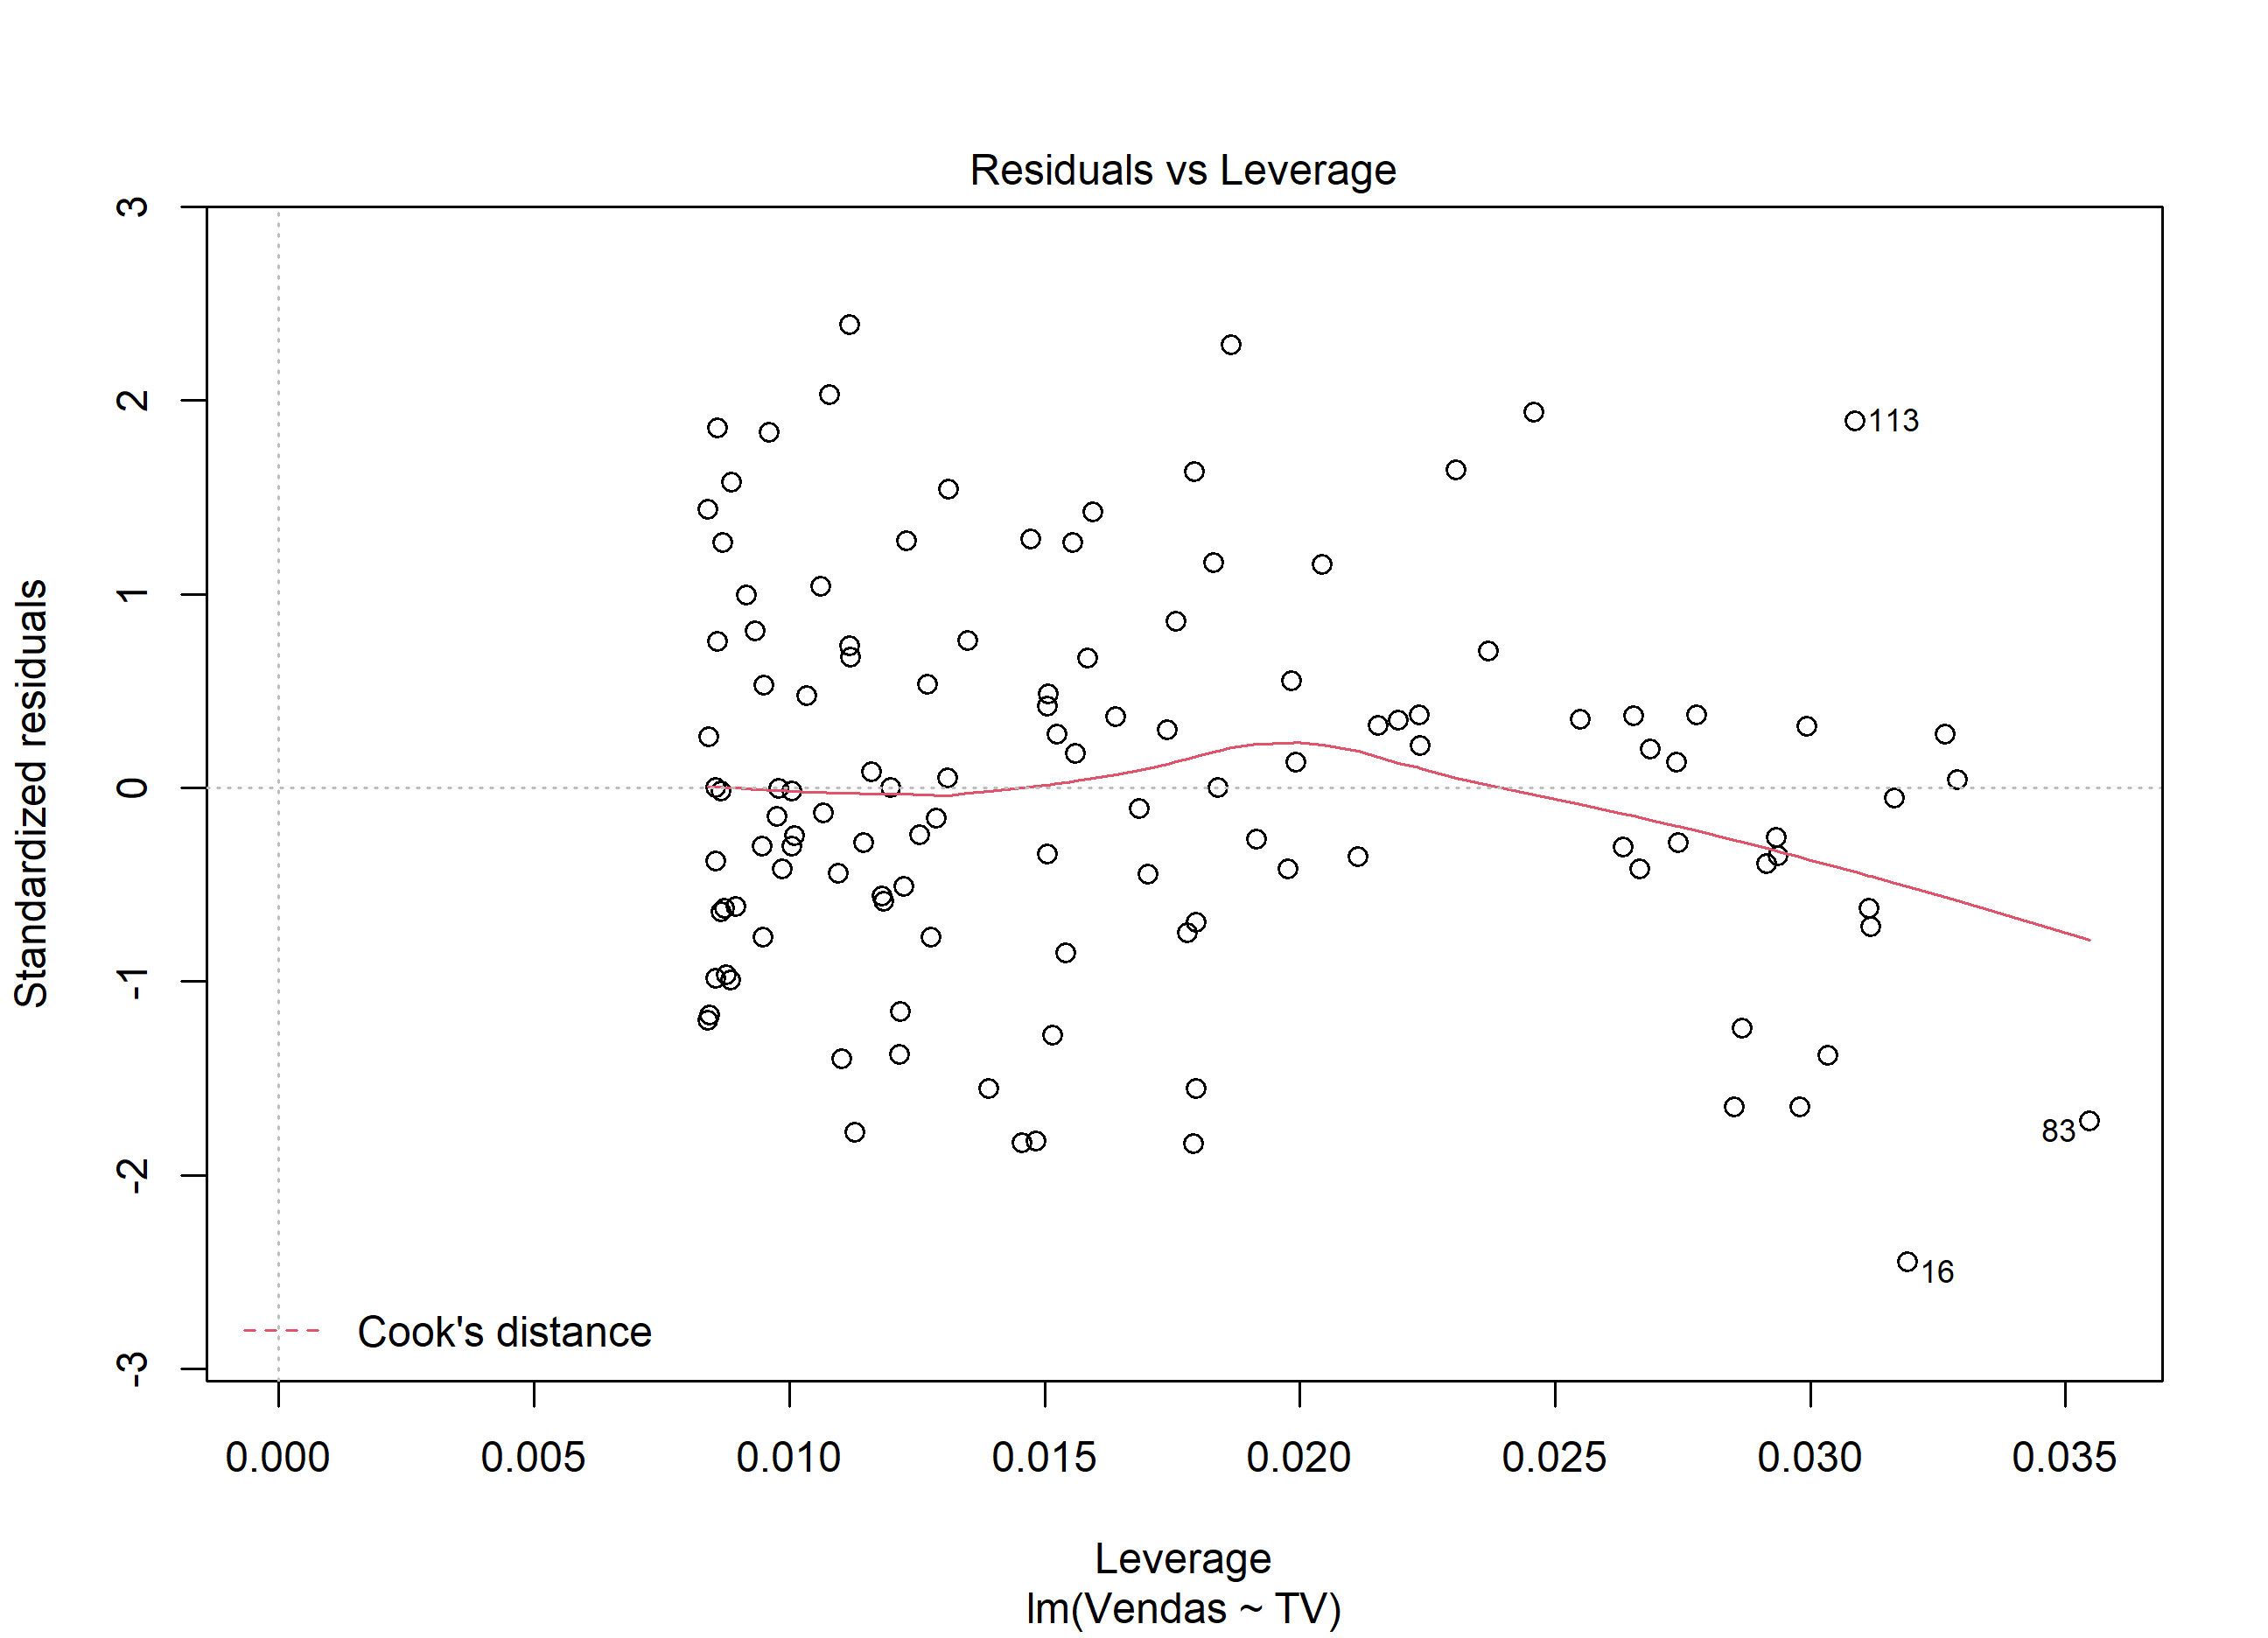 Residuals vs Leverage
3
2
1
0
-1
-2
-3
Standardized residuals
113
83
16
Cook's distance
0.000 0.005 0.010 0.015 0.020 0.025 0.030 0.035
Leverage
lm(Vendas ~ TV)